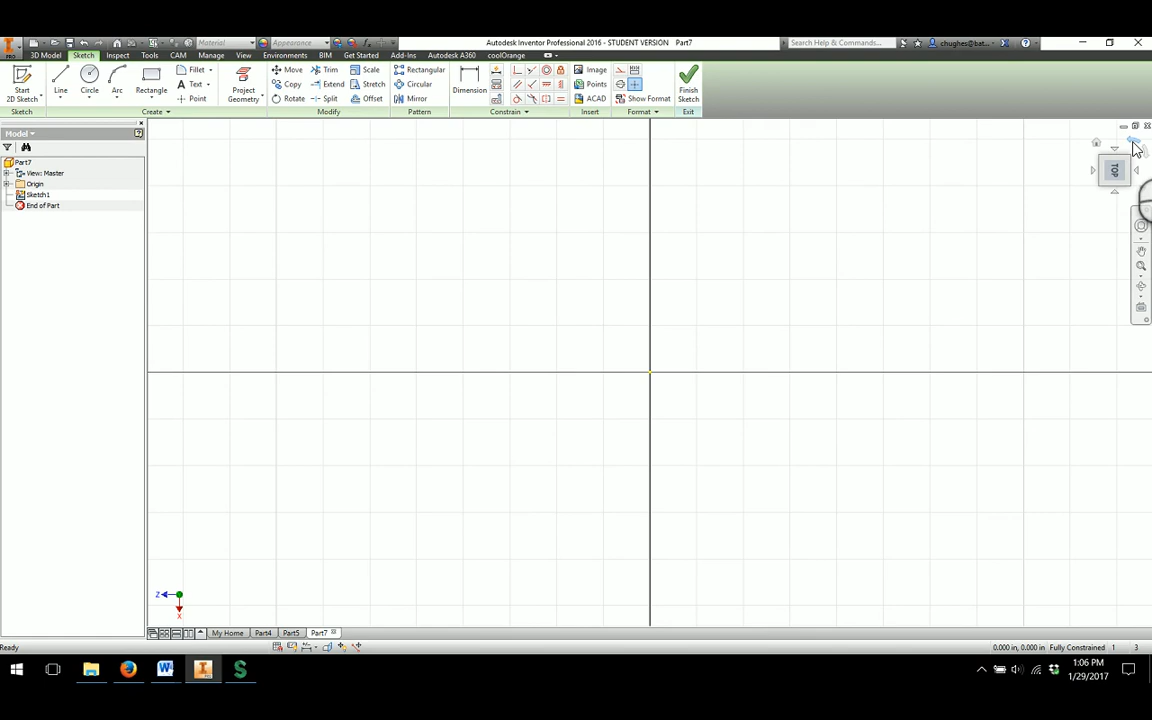 Material
Appearance
Autodesk Inventor Professional 2016 - STUDENT VERSION Part7
Search Help & Commands...
chughes@bat...
PRO
3D Model Sketch Inspect Tools CAM Manage View Environments BIM Get Started Add-Ins Autodesk A360 coolOrange
Start
2D Sketch
Line
Circle
Arc
Rectangle
Fillet
Text
Point
Project
Geometry
Move
Copy
Rotate
Trim
Extend
Split
Scale
Stretch
Offset
Rectangular
Circular
Mirror
Dimension
Image
Points
ACAD
Show Format
Finish
Sketch
Sketch Create Modify Pattern Constrain Insert Format Exit
Model
Part7
View: Master
Origin
Sketch1
End of Part
TOP
Z
X
My Home Part4 Part5 Part7
Ready
0.000 in, 0.000 in Fully Constrained 1 3
1:06 PM
1/29/2017